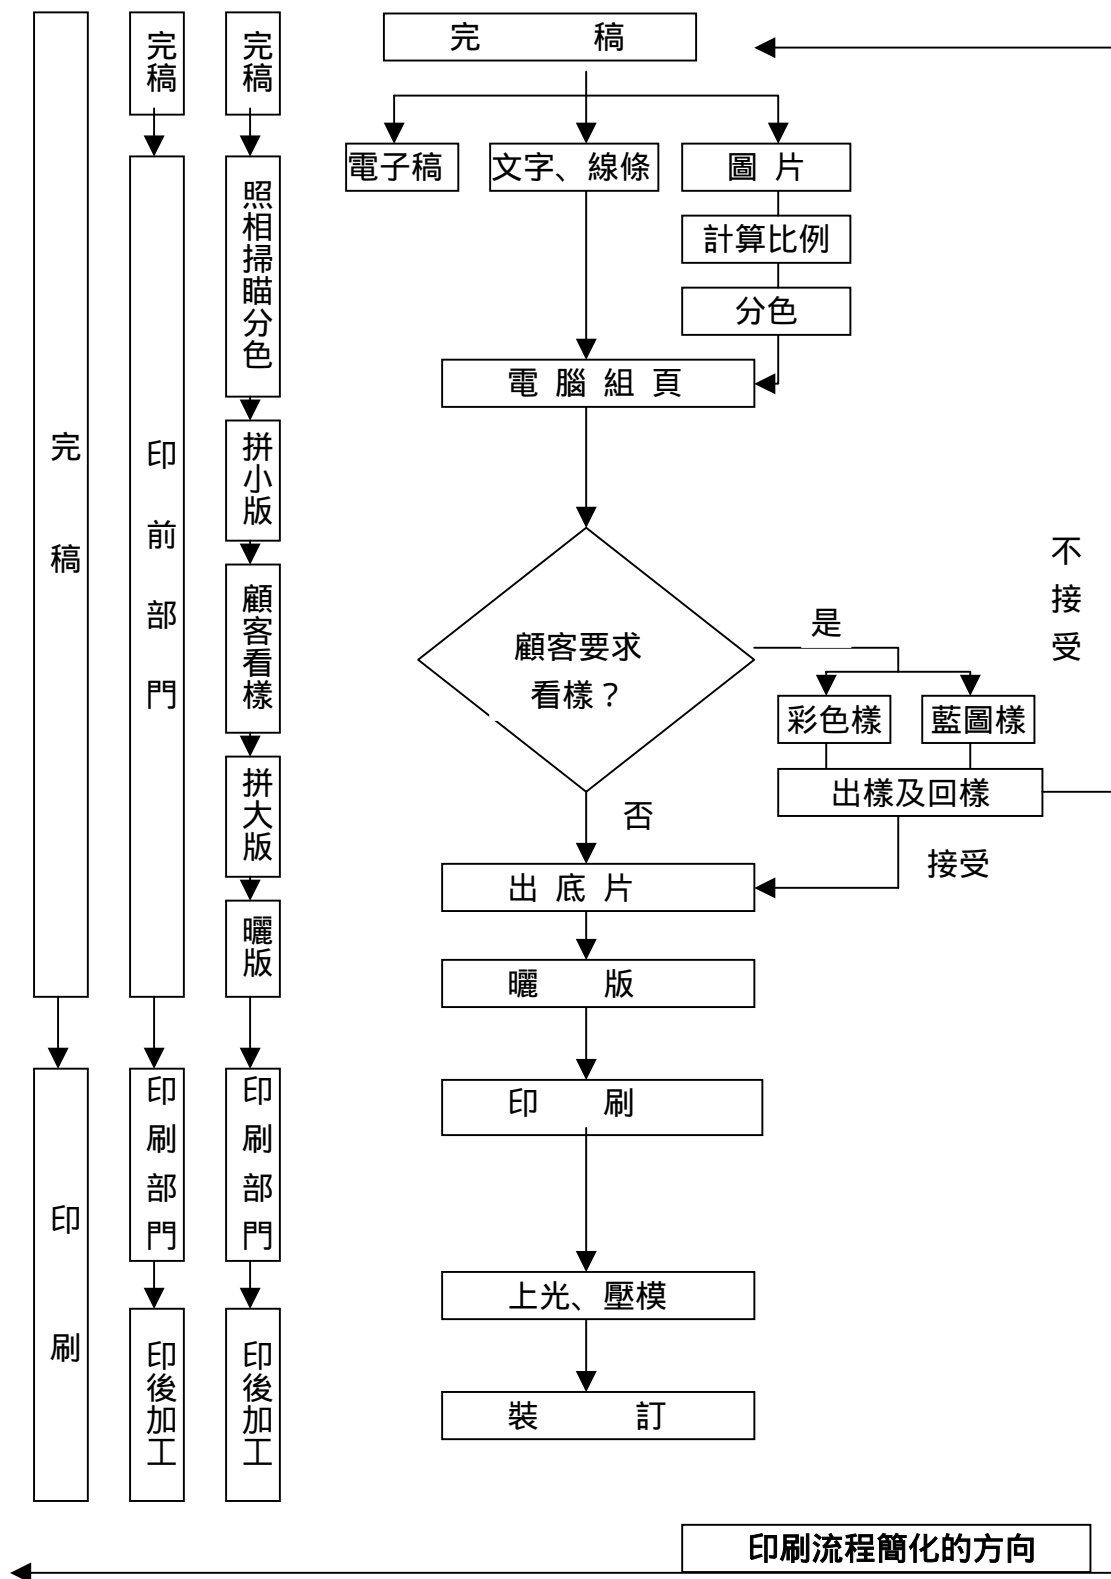 完稿
印刷
完稿
印前部門
印刷部門
印後加工
完稿
照相掃瞄分色
拼小版
顧客看樣
拼大版
曬版
印刷部門
印後加工
完 稿
電子稿
文字、線條
圖 片
計算比例
分色
電 腦 組 頁
顧客要求
看樣？
是
彩色樣
藍圖樣
出樣及回樣
不接受
接受
否
出 底 片
曬 版
印 刷
上光、壓模
裝 訂
印刷流程簡化的方向